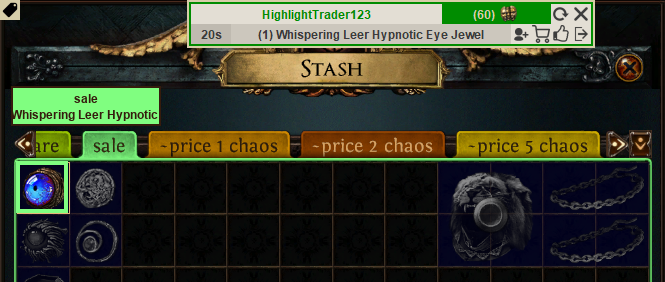 HighlightTrader123 (60)
20s (1) Whispering Leer Hypnotic Eye Jewel
STASH
sale
Whispering Leer Hypnotic
are sale ~price 1 chaos ~price 2 chaos ~price 5 chaos